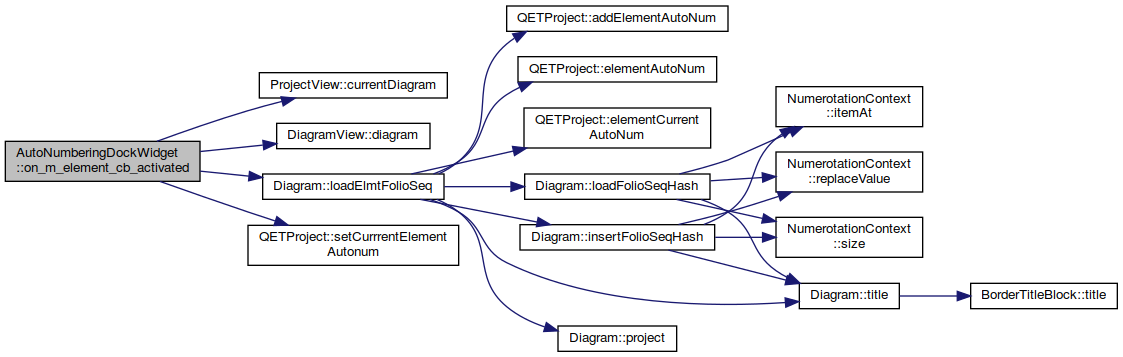 AutoNumberingDockWidget
::on_m_element_cb_activated
ProjectView::currentDiagram
DiagramView::diagram
Diagram::loadElmtFolioSeq
QETProject::setCurrrentElement
Autonum
QETProject::addElementAutoNum
QETProject::elementAutoNum
QETProject::elementCurrent
AutoNum
Diagram::loadFolioSeqHash
Diagram::insertFolioSeqHash
Diagram::project
NumerotationContext
::itemAt
NumerotationContext
::replaceValue
NumerotationContext
::size
Diagram::title
BorderTitleBlock::title